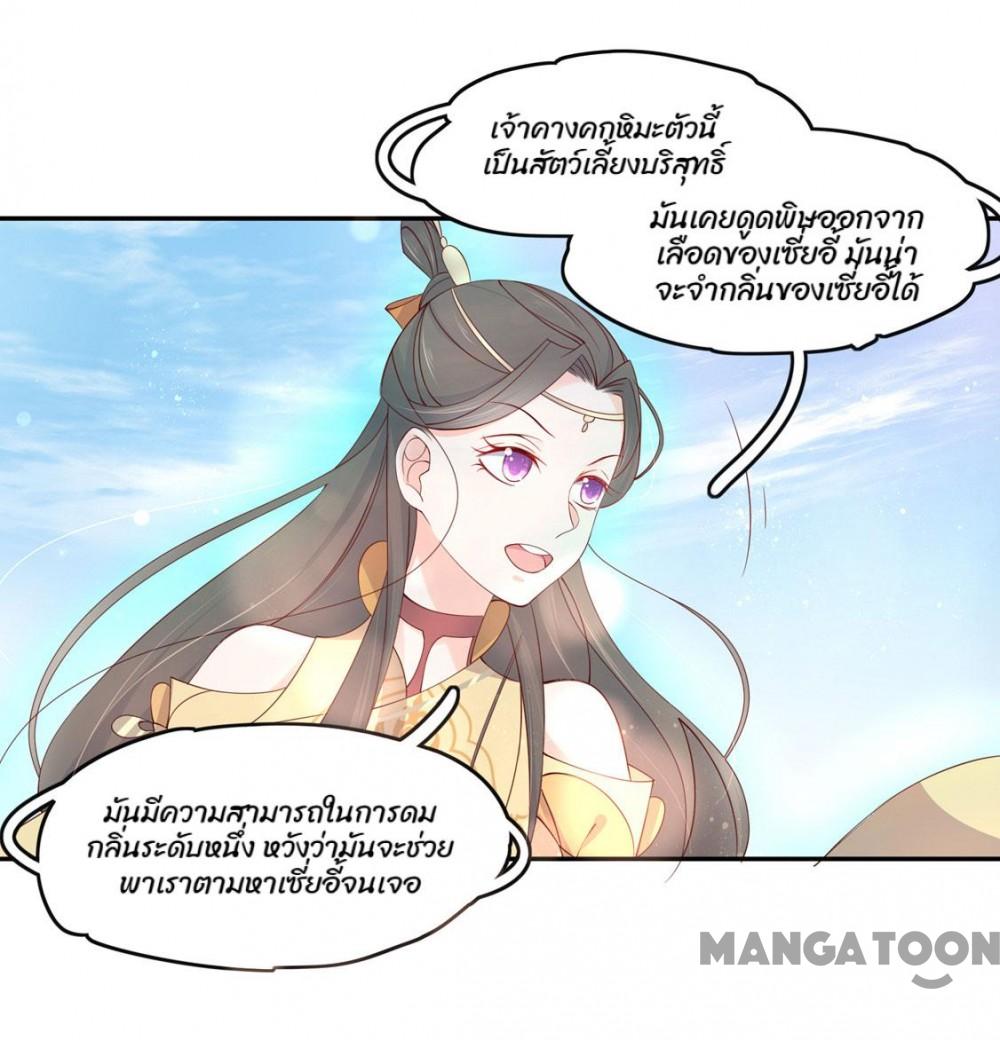 เจ้าคางคกหิมะตัวนี้
เป็นสัตว์เลี้ยงบริสุทธิ์
มันเคยดูดพิษออกจาก
เลือดของเซี่ยอี้ มันน่า
จะจำกลิ่นของเซี่ยอี้ได้
มันมีความสามารถในการดม
กลิ่นระดับหนึ่ง หวังว่ามันจะช่วย
พาเราตามหาเซี่ยอี้จนเจอ
MANGATOON